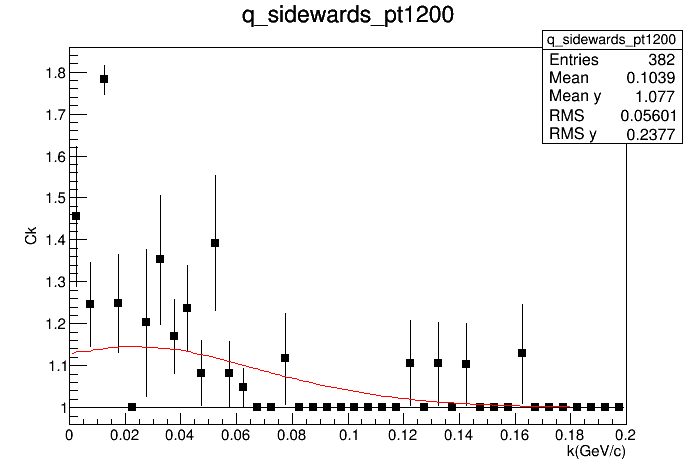 q_sidewards_pt1200
q_sidewards_pt1200
Entries 382
Mean 0.1039
Mean y 1.077
RMS 0.05601
RMS y 0.2377
Ck
1.8
1.7
1.6
1.5
1.4
1.3
1.2
1.1
1
0 0.02 0.04 0.06 0.08 0.1 0.12 0.14 0.16 0.18 0.2
k(GeV/c)